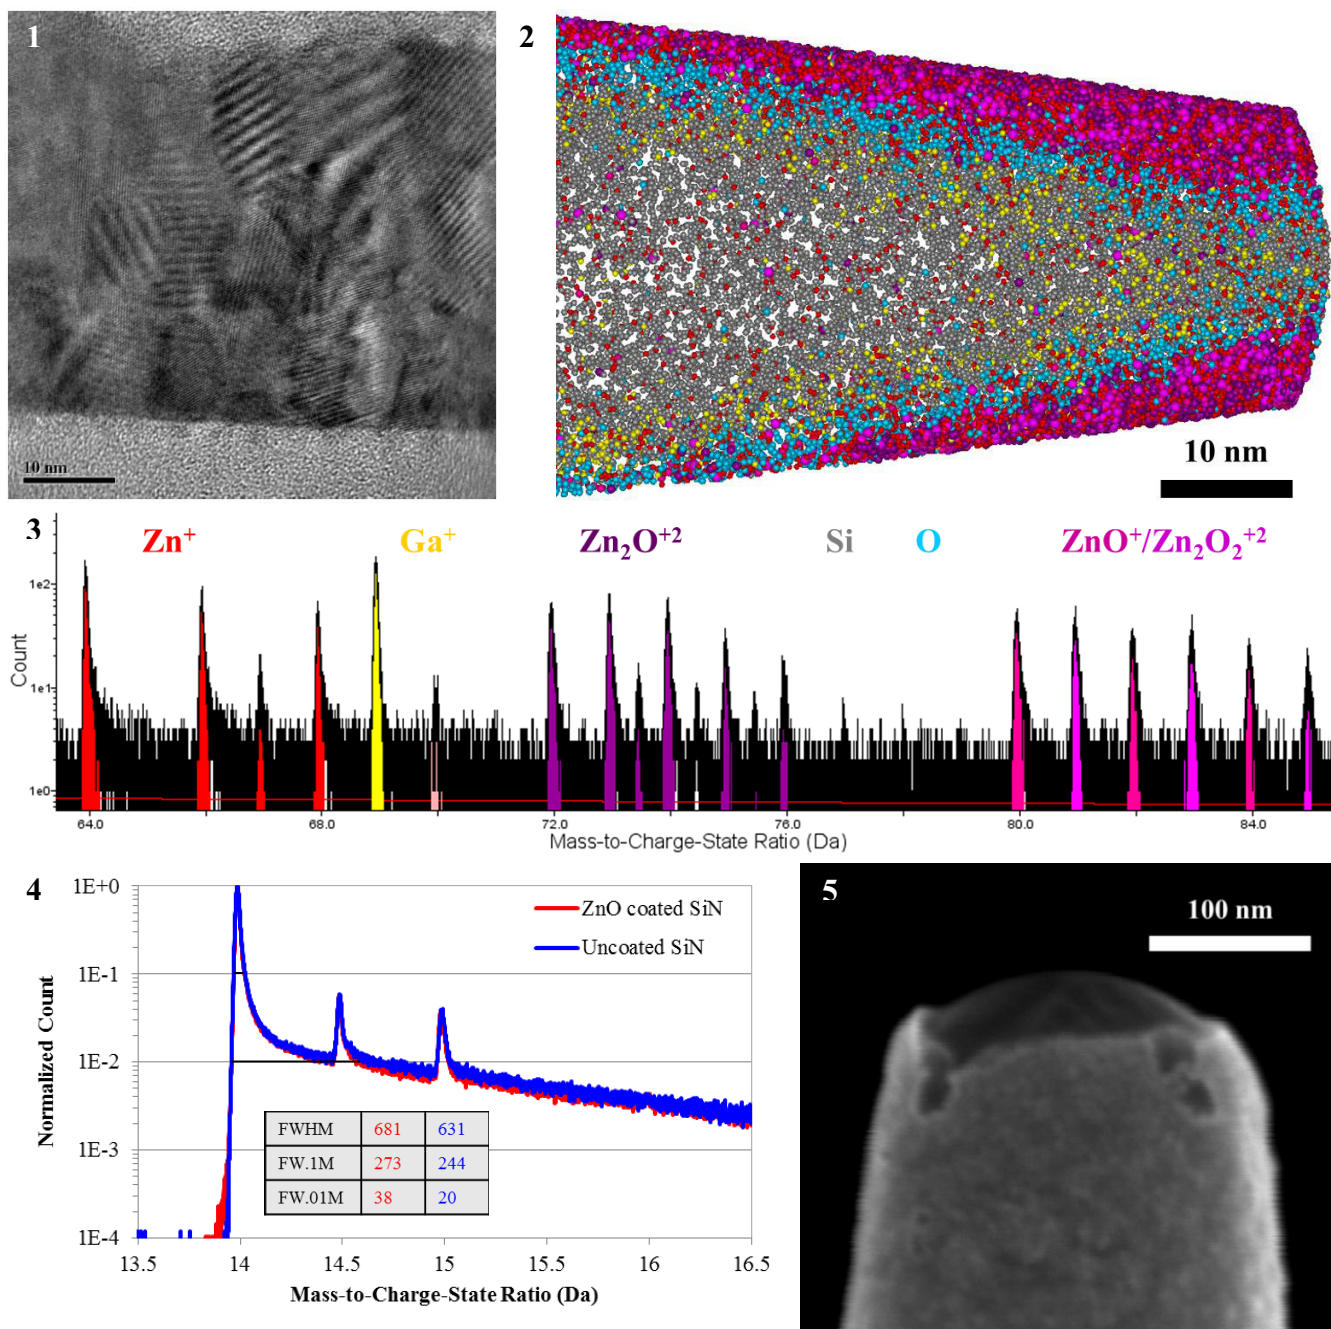 1
10 nm
2
10 nm
3
Zn+ Ga+ Zn2O+2 Si O ZnO+/Zn2O2+2
Count
1e2
1e1
1e0
64.0 68.0 72.0 76.0 80.0 84.0
Mass-to-Charge-State Ratio (Da)
4
Normalized Count
1E+0
1E-1
1E-2
1E-3
1E-4
ZnO coated SiN
Uncoated SiN
FWHM 681 631
FW.1M 273 244
FW.01M 38 20
13.5 14 14.5 15 15.5 16 16.5
Mass-to-Charge-State Ratio (Da)
5
100 nm